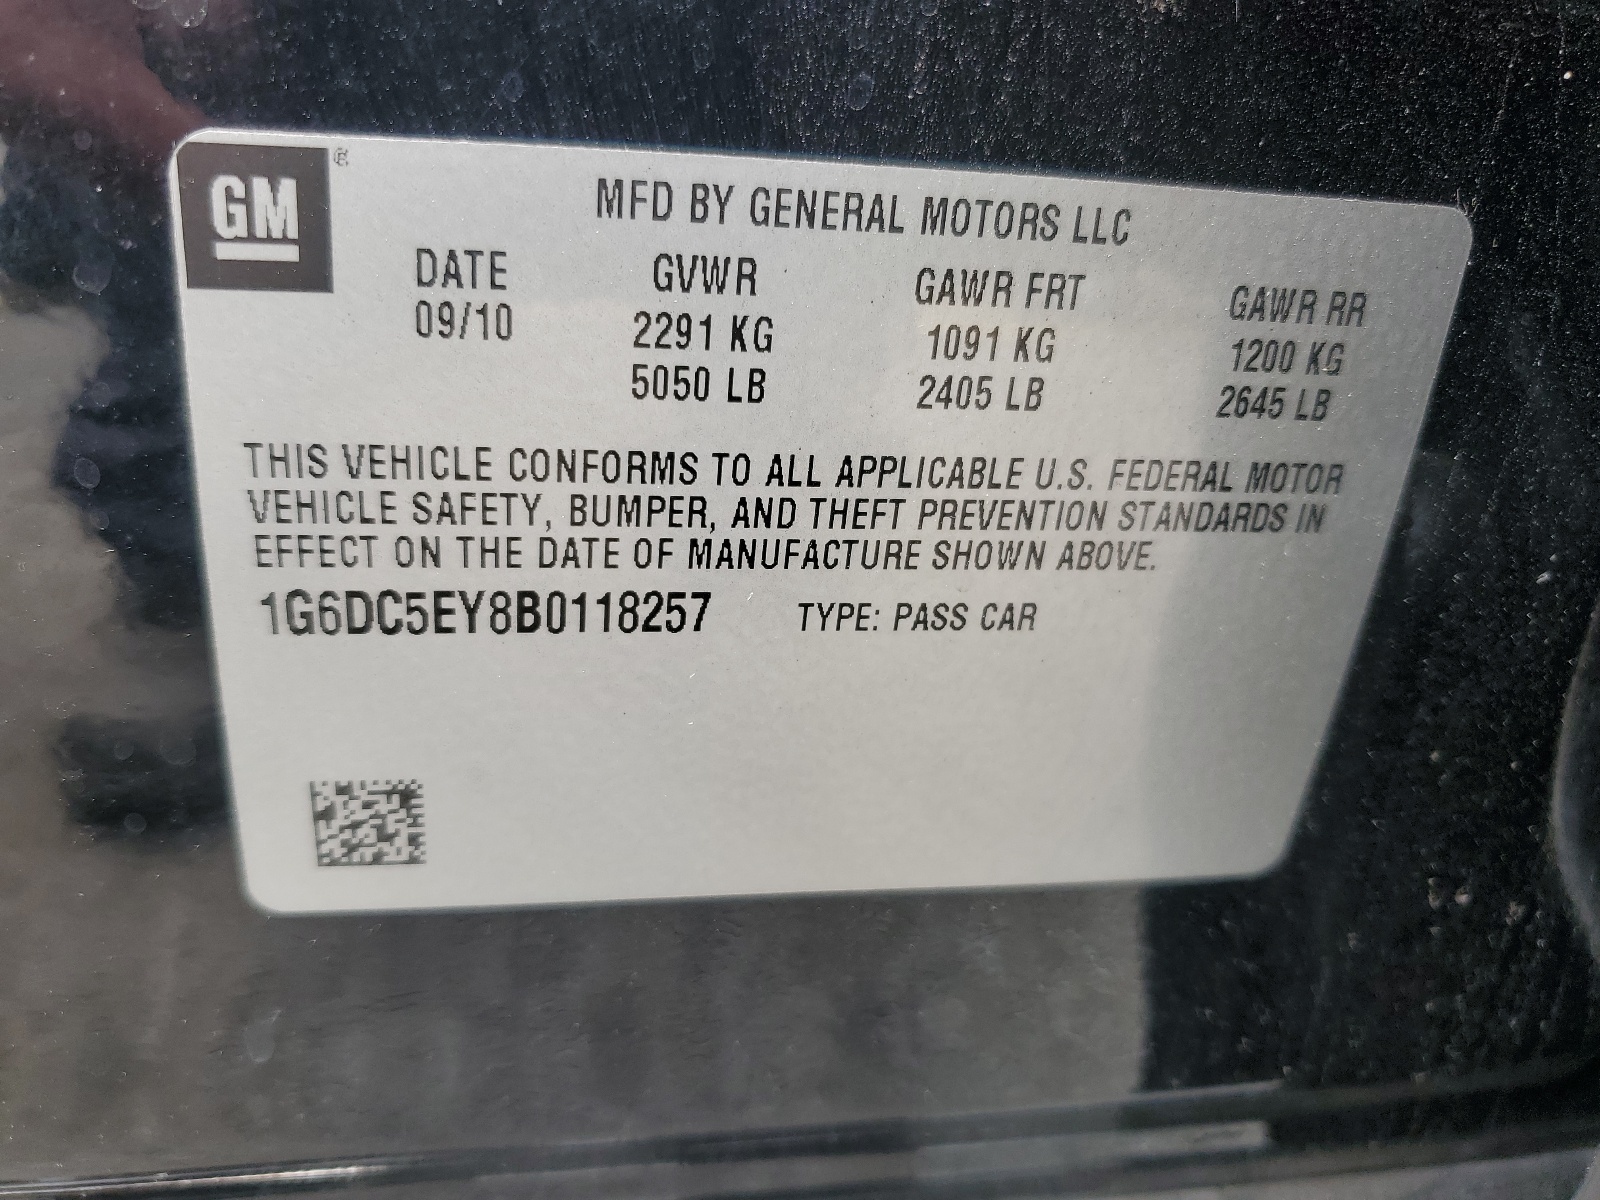 GM ®
MFD BY GENERAL MOTORS LLC
DATE GVWR GAWR FRT GAWR RR
09/10 2291 KG 1091 KG 1200 KG
5050 LB 2405 LB 2645 LB
THIS VEHICLE CONFORMS TO ALL APPLICABLE U.S. FEDERAL MOTOR
VEHICLE SAFETY, BUMPER, AND THEFT PREVENTION STANDARDS IN
EFFECT ON THE DATE OF MANUFACTURE SHOWN ABOVE.
1G6DC5EY8B0118257 TYPE: PASS CAR